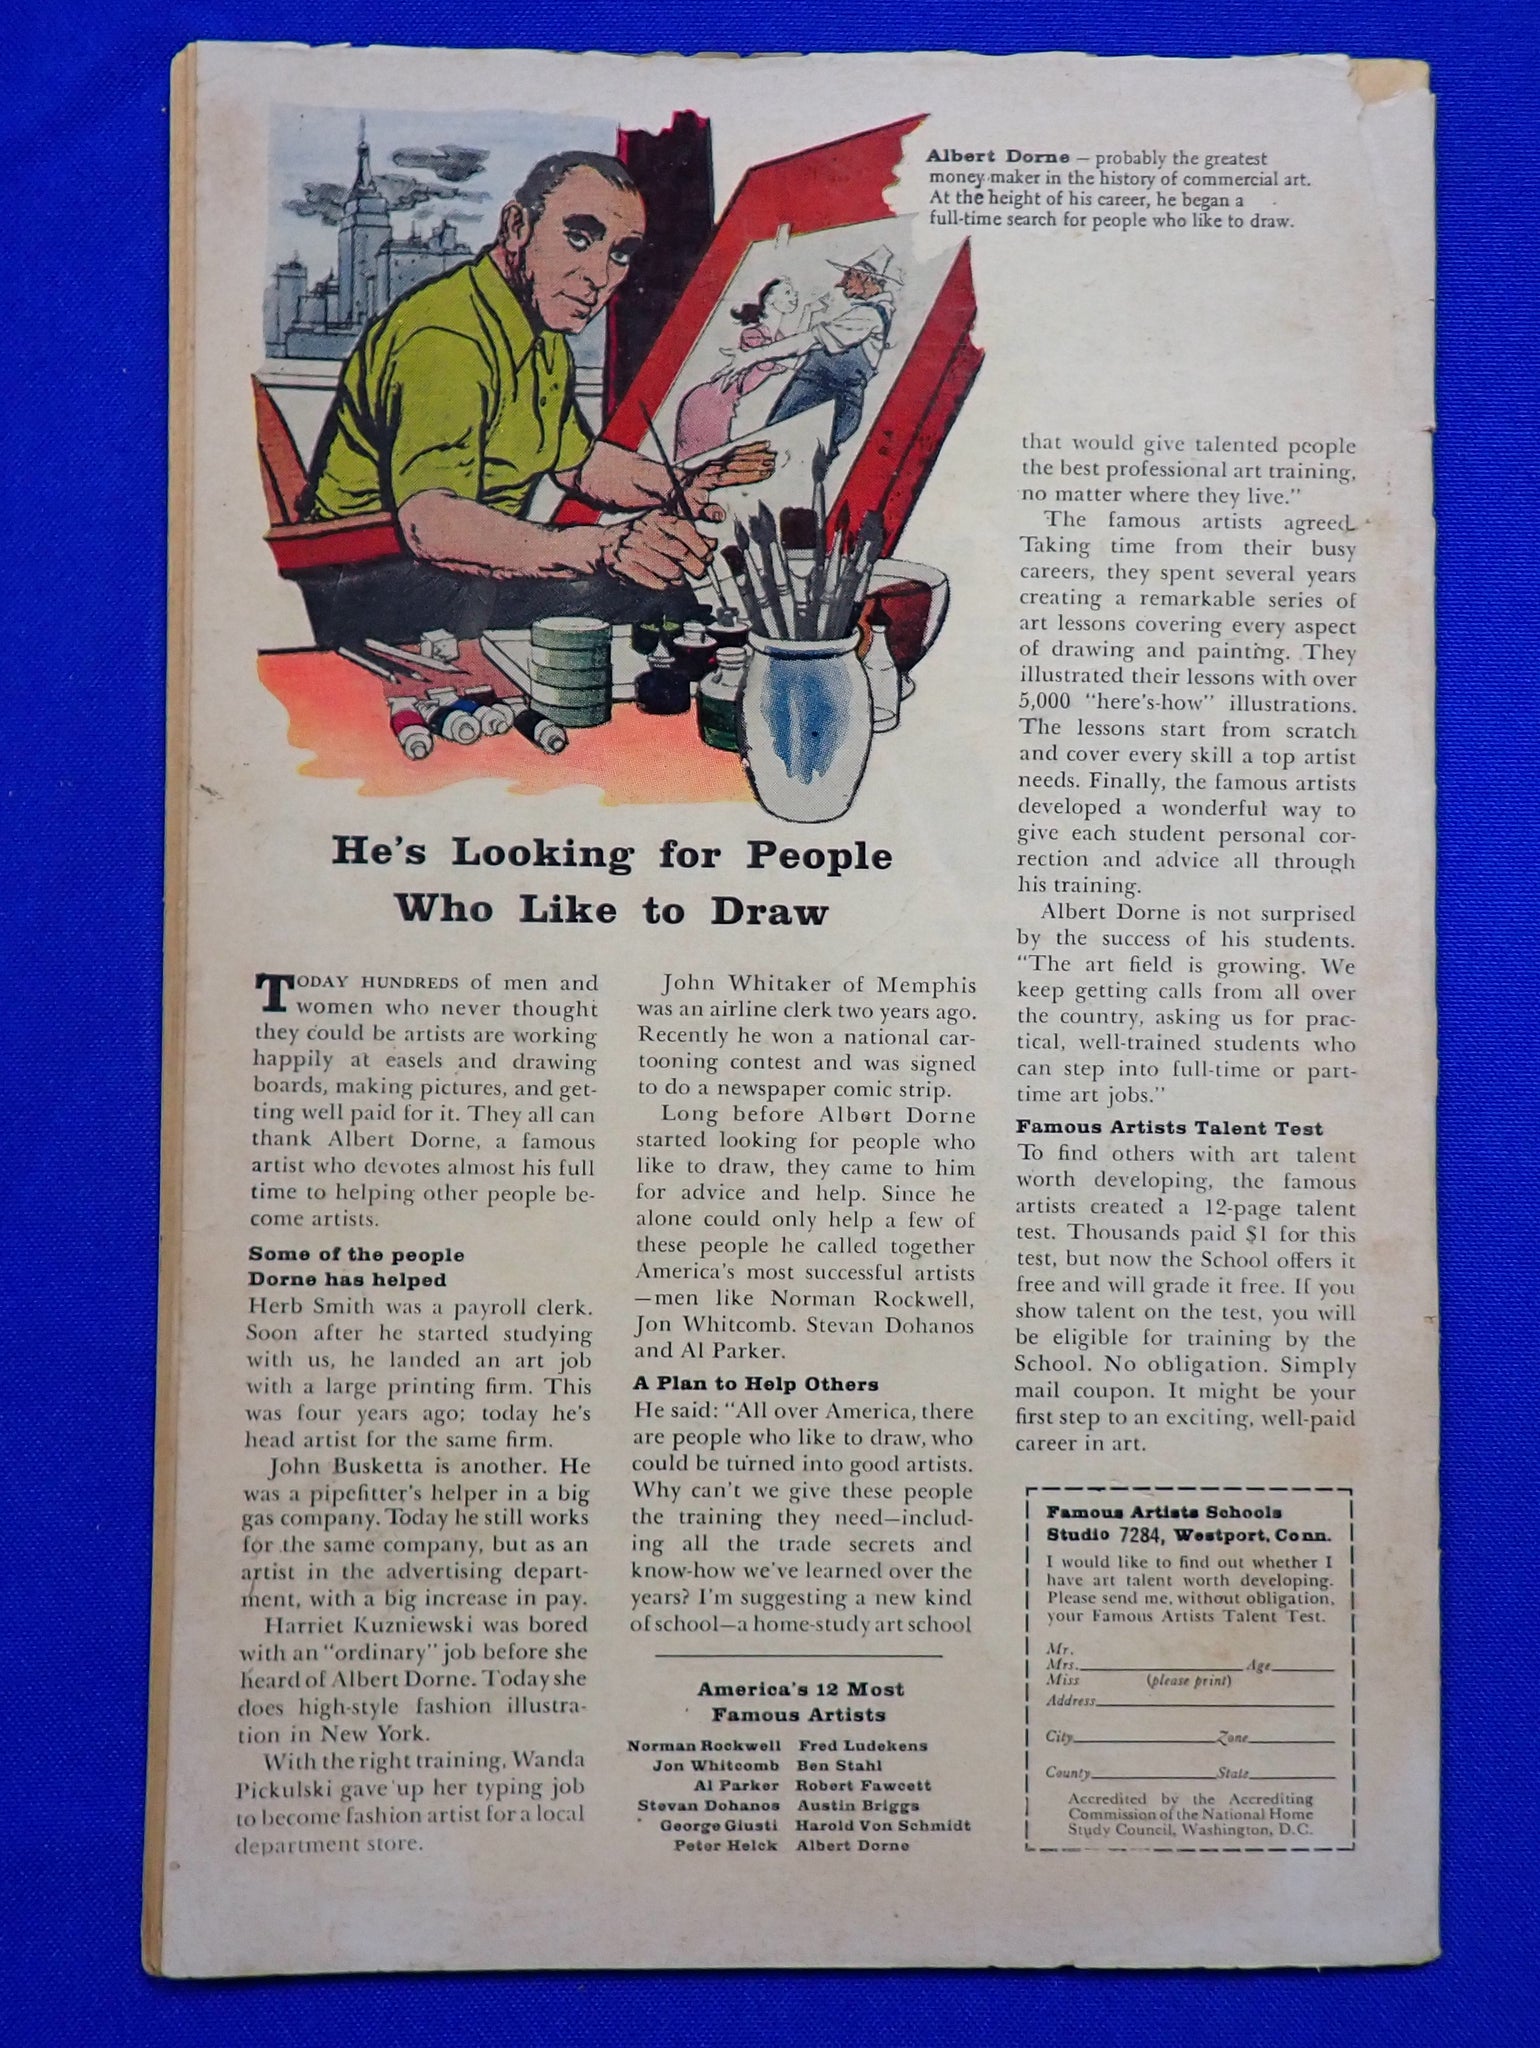 Albert Dorne – probably the greatest
money-maker in the history of commercial art.
At the height of his career, he began a
full-time search for people who like to draw.
He's Looking for People
Who Like to Draw
TODAY HUNDREDS of men and
women who never thought
they could be artists are working
happily at easels and drawing
boards, making pictures, and get-
ting well paid for it. They all can
thank Albert Dorne, a famous
artist who devotes almost his full
time to helping other people be-
come artists.
Some of the people
Dorne has helped
Herb Smith was a payroll clerk.
Soon after he started studying
with us, he landed an art job
with a large printing firm. This
was four years ago; today he's
head artist for the same firm.
John Busketta is another. He
was a pipefitter's helper in a big
gas company. Today he still works
for the same company, but as an
artist in the advertising depart-
ment, with a big increase in pay.
Harriet Kuzniewski was bored
with an "ordinary" job before she
heard of Albert Dorne. Today she
does high-style fashion illustra-
tion in New York.
With the right training, Wanda
Pickulski gave up her typing job
to become fashion artist for a local
department store.
John Whitaker of Memphis
was an airline clerk two years ago.
Recently he won a national car-
tooning contest and was signed
to do a newspaper comic strip.
Long before Albert Dorne
started looking for people who
like to draw, they came to him
for advice and help. Since he
alone could only help a few of
these people he called together
America's most successful artists
—men like Norman Rockwell,
Jon Whitcomb. Stevan Dohanos
and Al Parker.
A Plan to Help Others
He said: "All over America, there
are people who like to draw, who
could be turned into good artists.
Why can't we give these people
the training they need—includ-
ing all the trade secrets and
know-how we've learned over the
years? I'm suggesting a new kind
of school—a home-study art school
America's 12 Most
Famous Artists
Norman Rockwell Fred Ludekens
Jon Whitcomb Ben Stahl
Al Parker Robert Fawcett
Stevan Dohanos Austin Briggs
George Giusti Harold Von Schmidt
Peter Helck Albert Dorne
that would give talented people
the best professional art training,
no matter where they live."
The famous artists agreed.
Taking time from their busy
careers, they spent several years
creating a remarkable series of
art lessons covering every aspect
of drawing and painting. They
illustrated their lessons with over
5,000 "here's-how" illustrations.
The lessons start from scratch
and cover every skill a top artist
needs. Finally, the famous artists
developed a wonderful way to
give each student personal cor-
rection and advice all through
his training.
Albert Dorne is not surprised
by the success of his students.
"The art field is growing. We
keep getting calls from all over
the country, asking us for prac-
tical, well-trained students who
can step into full-time or part-
time art jobs."
Famous Artists Talent Test
To find others with art talent
worth developing, the famous
artists created a 12-page talent
test. Thousands paid $1 for this
test, but now the School offers it
free and will grade it free. If you
show talent on the test, you will
be eligible for training by the
School. No obligation. Simply
mail coupon. It might be your
first step to an exciting, well-paid
career in art.
Famous Artists Schools
Studio 7284, Westport, Conn.
I would like to find out whether I
have art talent worth developing.
Please send me, without obligation,
your Famous Artists Talent Test.
Mr.
Mrs. Age
Miss (please print)
Address
City Zone
County State
Accredited by the Accrediting
Commission of the National Home
Study Council, Washington, D.C.